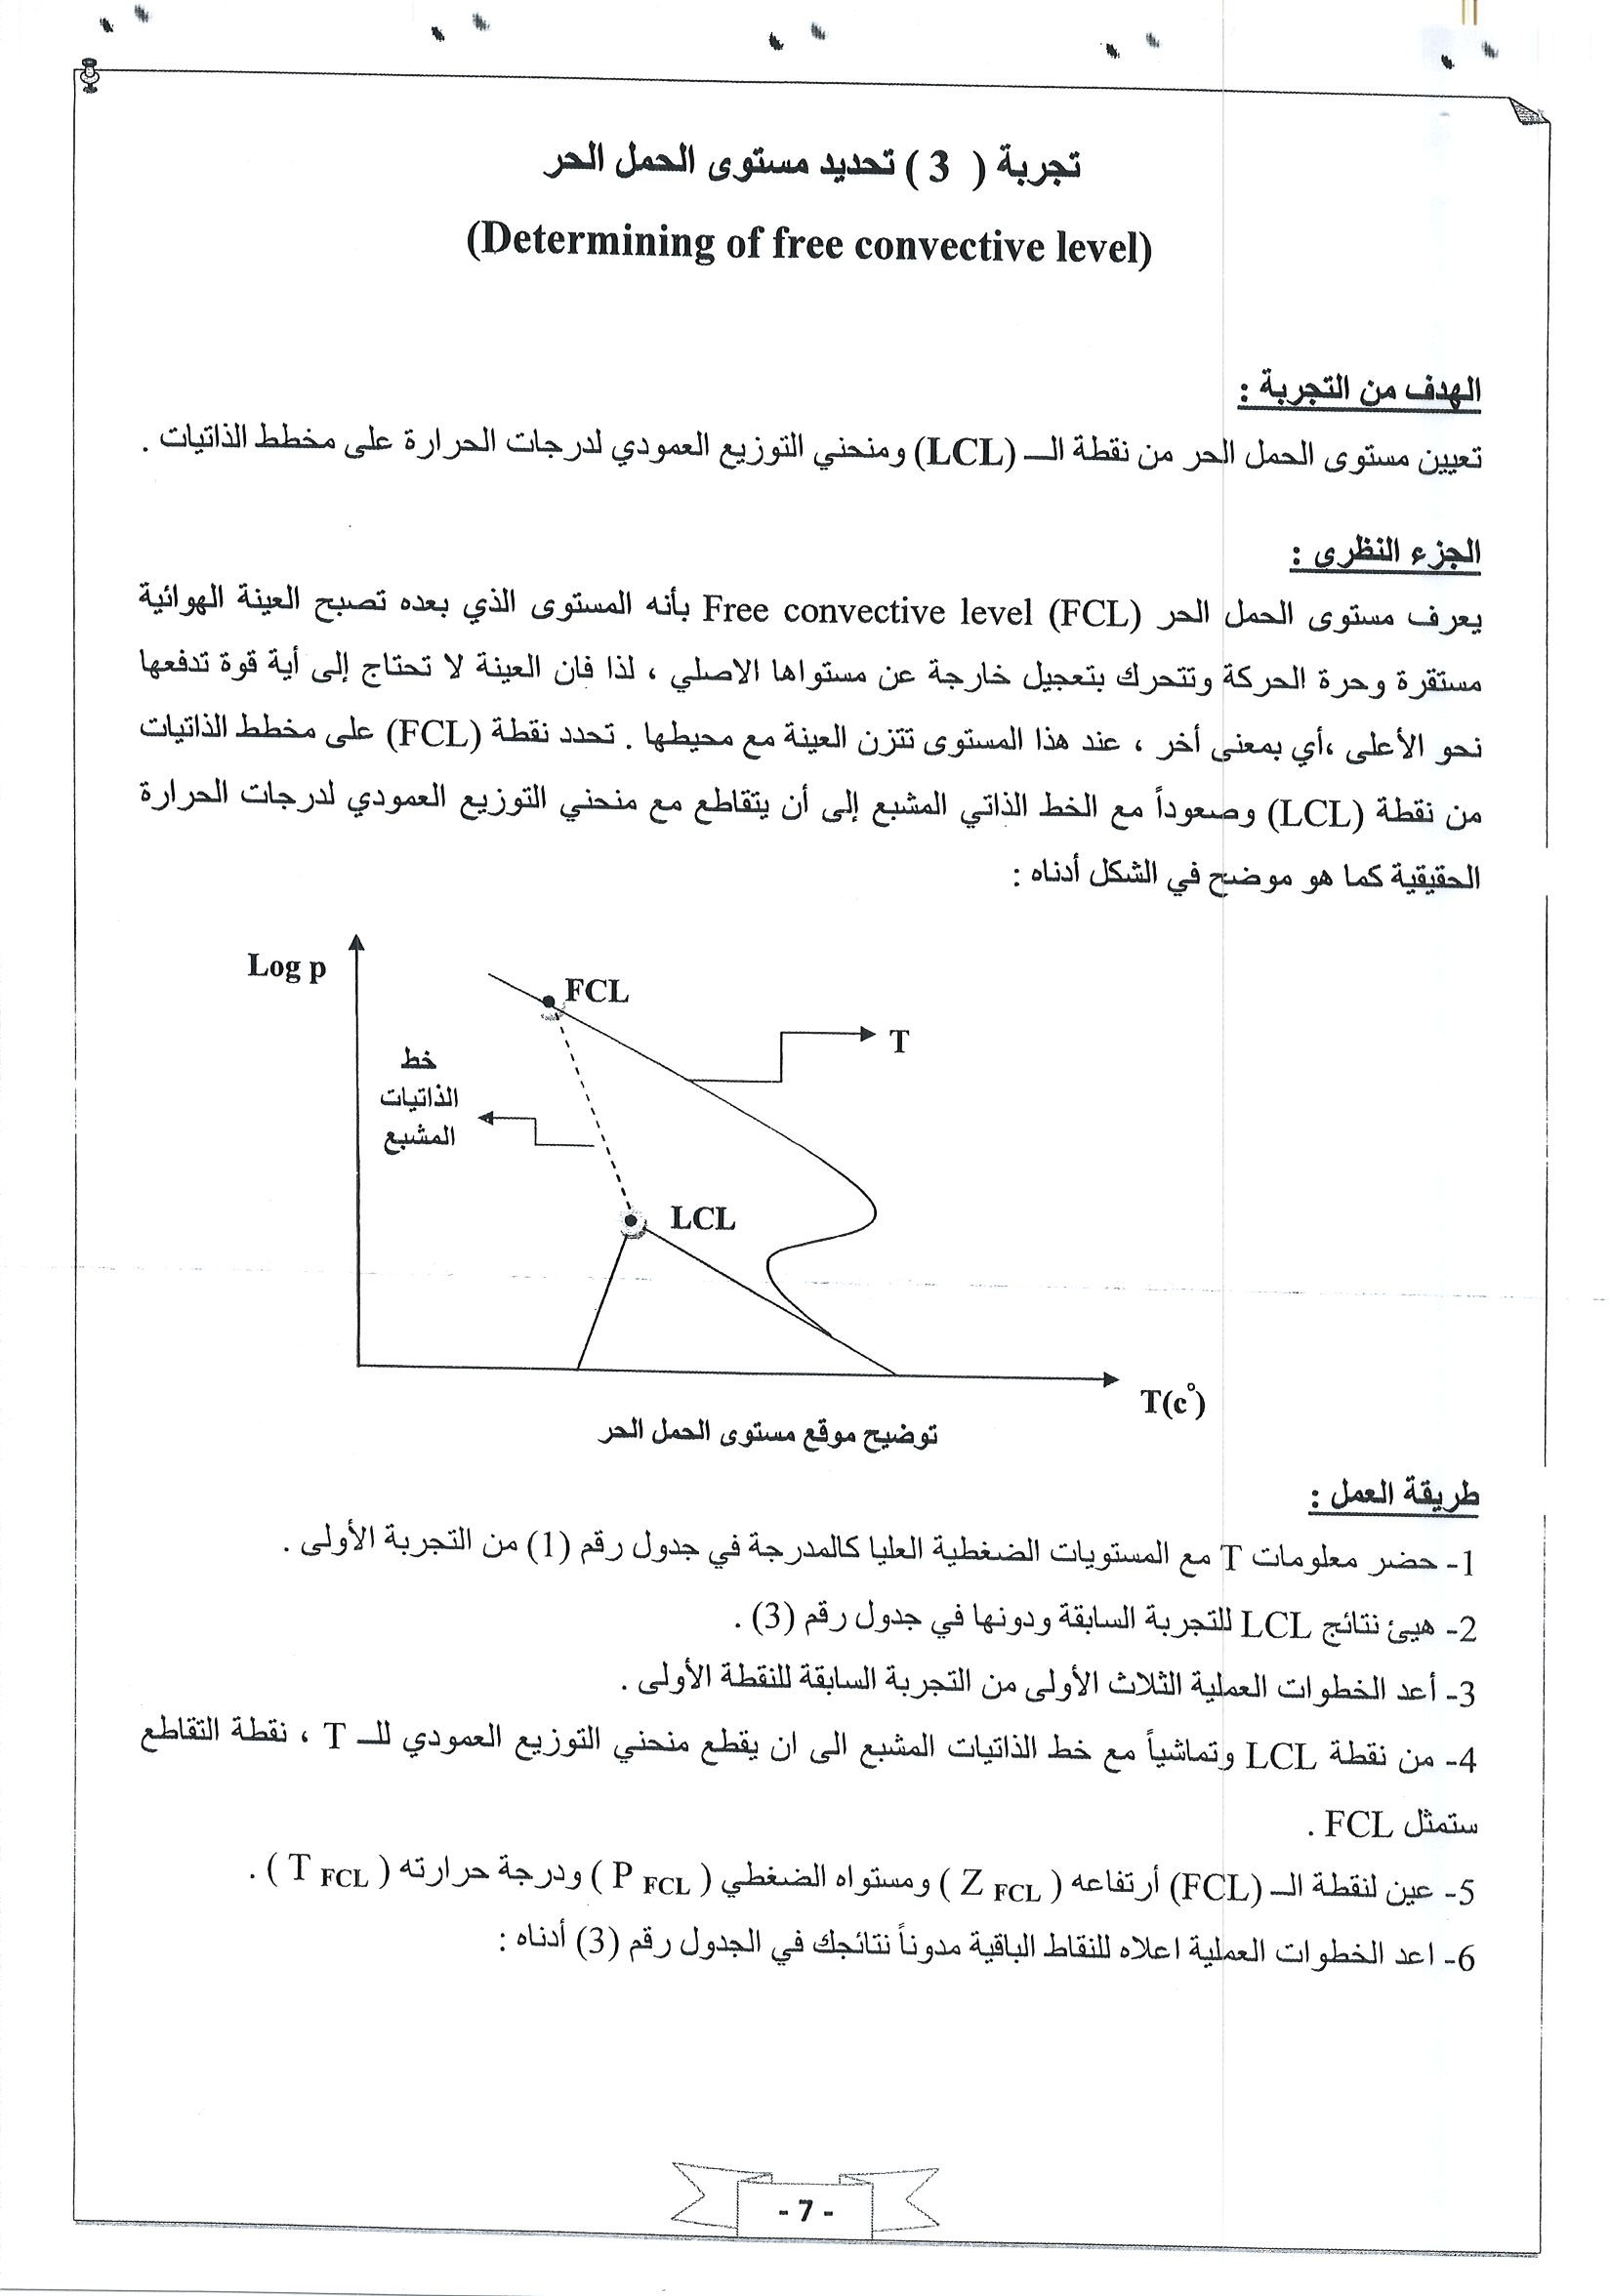 تجربة ( 3 ) تحديد مستوى الحمل الحر
(Determining of free convective level)
الهدف من التجربة :
تعيين مستوى الحمل الحر من نقطة الــ (LCL) ومنحني التوزيع العمودي لدرجات الحرارة على مخطط الذاتيات .
الجزء النظري :
يعرف مستوى الحمل الحر Free convective level (FCL) بأنه المستوى الذي بعده تصبح العينة الهوائية
مستقرة وحرة الحركة وتتحرك بتعجيل خارجة عن مستواها الاصلي ، لذا فان العينة لا تحتاج إلى أية قوة تدفعها
نحو الأعلى ،أي بمعنى أخر ، عند هذا المستوى تتزن العينة مع محيطها . تحدد نقطة (FCL) على مخطط الذاتيات
من نقطة (LCL) وصعوداً مع الخط الذاتي المشبع إلى أن يتقاطع مع منحني التوزيع العمودي لدرجات الحرارة
الحقيقية كما هو موضح في الشكل أدناه :
Log p
FCL
T
خط
الذاتيات
المشبع
LCL
T(c°)
توضيح موقع مستوى الحمل الحر
طريقة العمل :
1- حضر معلومات T مع المستويات الضغطية العليا كالمدرجة في جدول رقم (1) من التجربة الأولى .
2- هيئ نتائج LCL للتجربة السابقة ودونها في جدول رقم (3) .
3- أعد الخطوات العملية الثلاث الأولى من التجربة السابقة للنقطة الأولى .
4- من نقطة LCL وتماشياً مع خط الذاتيات المشبع الى ان يقطع منحني التوزيع العمودي للــ T ، نقطة التقاطع
ستمثل FCL .
5- عين لنقطة الــ (FCL) أرتفاعه ( Z FCL ) ومستواه الضغطي ( P FCL ) ودرجة حرارته ( T FCL ) .
6- اعد الخطوات العملية اعلاه للنقاط الباقية مدوناً نتائجك في الجدول رقم (3) أدناه :
- 7 -